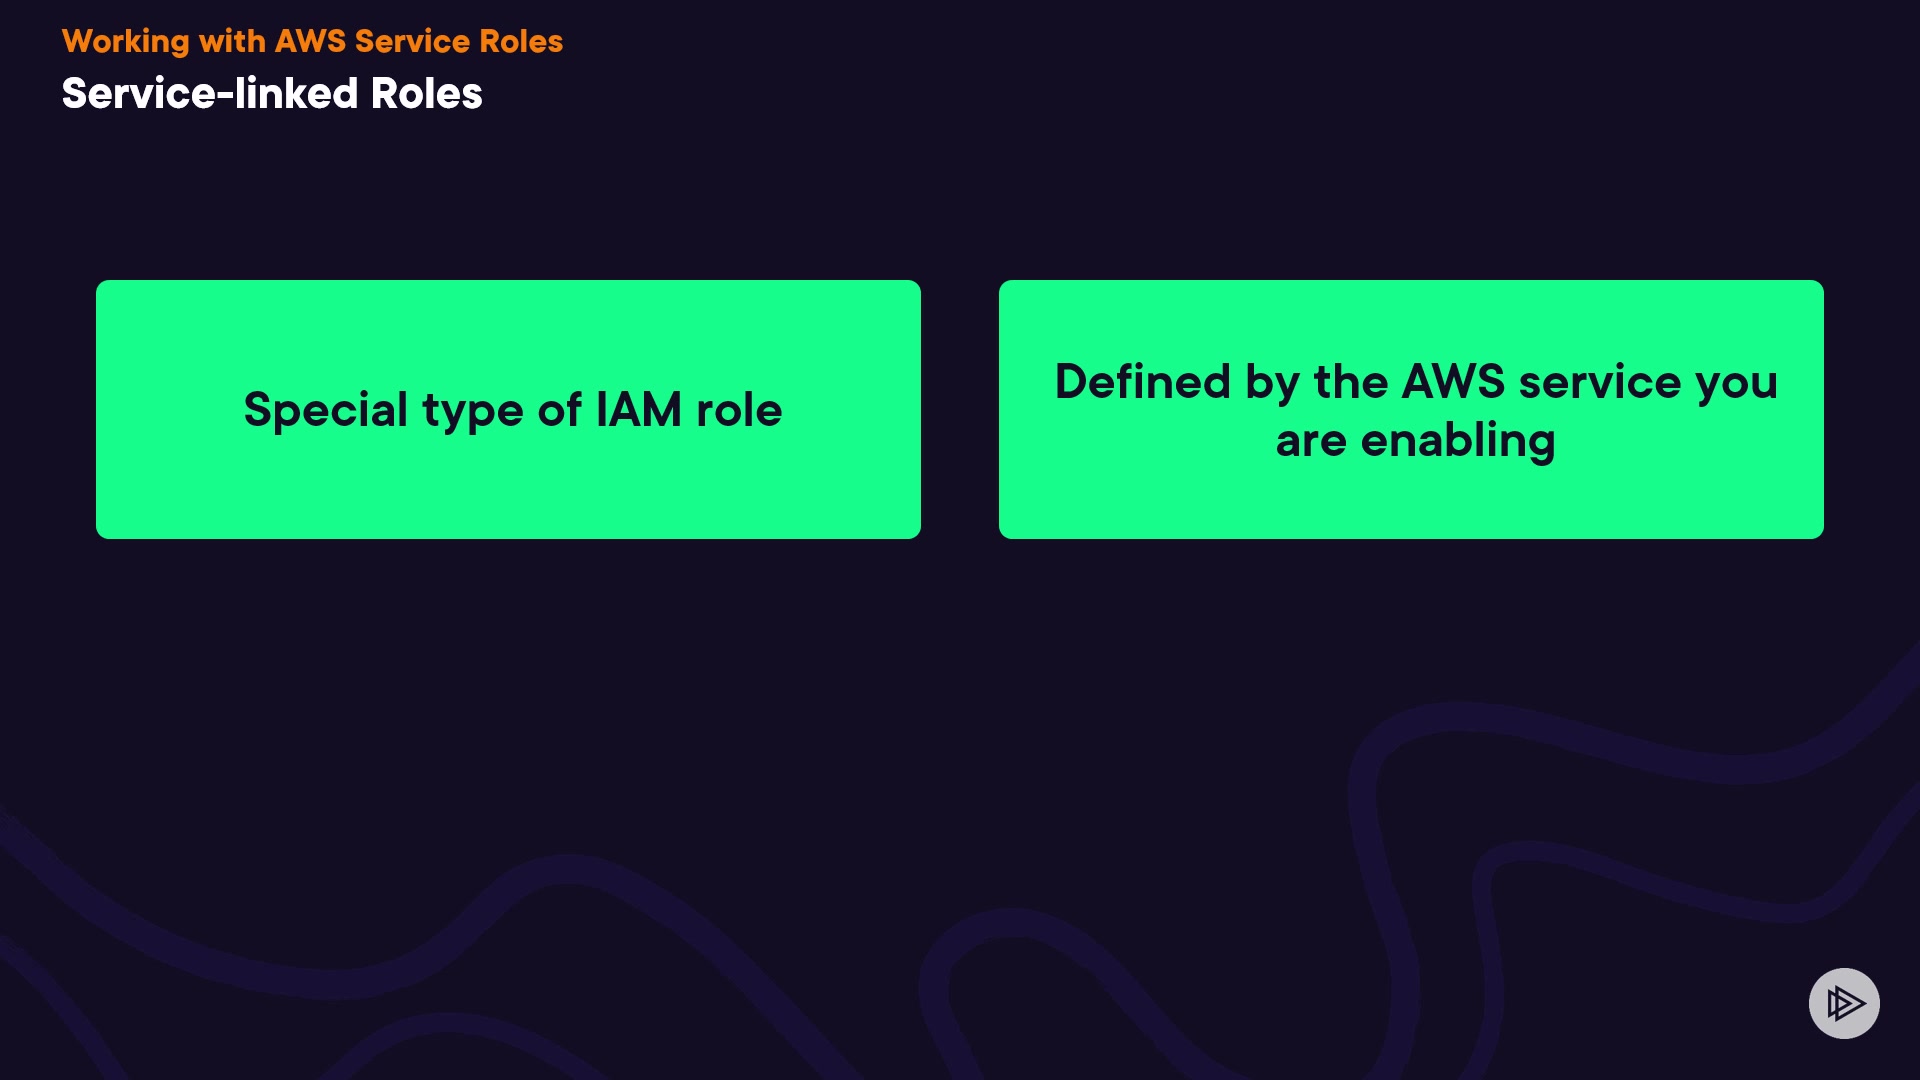 Working with AWS Service Roles
Service-linked Roles
Special type of IAM role
Defined by the AWS service you
are enabling